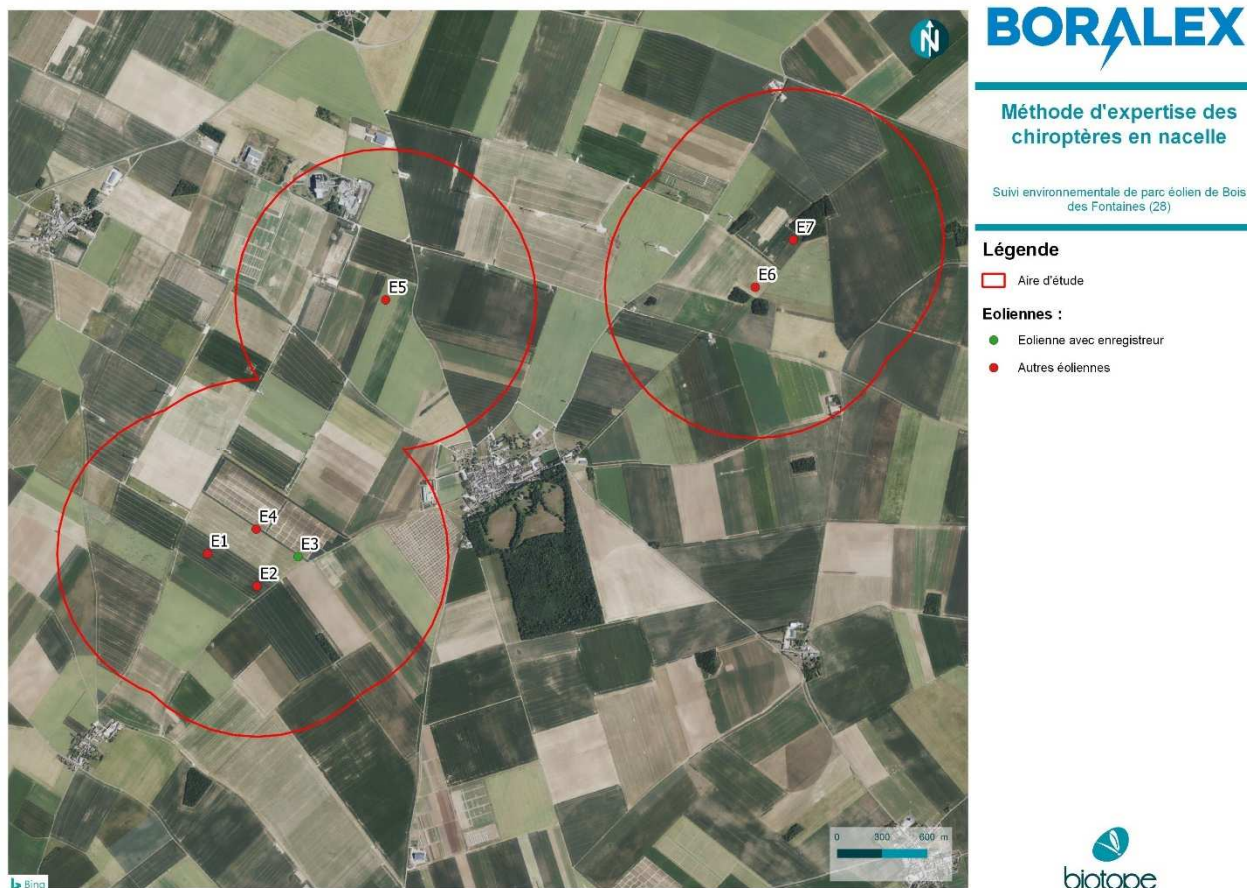 N
BORALEX
Méthode d'expertise des
chiroptères en nacelle
Suivi environnementale de parc éolien de Bois
des Fontaines (28)
Légende
Aire d'étude
Eoliennes :
Eolienne avec enregistreur
Autres éoliennes
E7
E6
E5
E4
E1
E3
E2
0 300 600 m
Bing
biotope